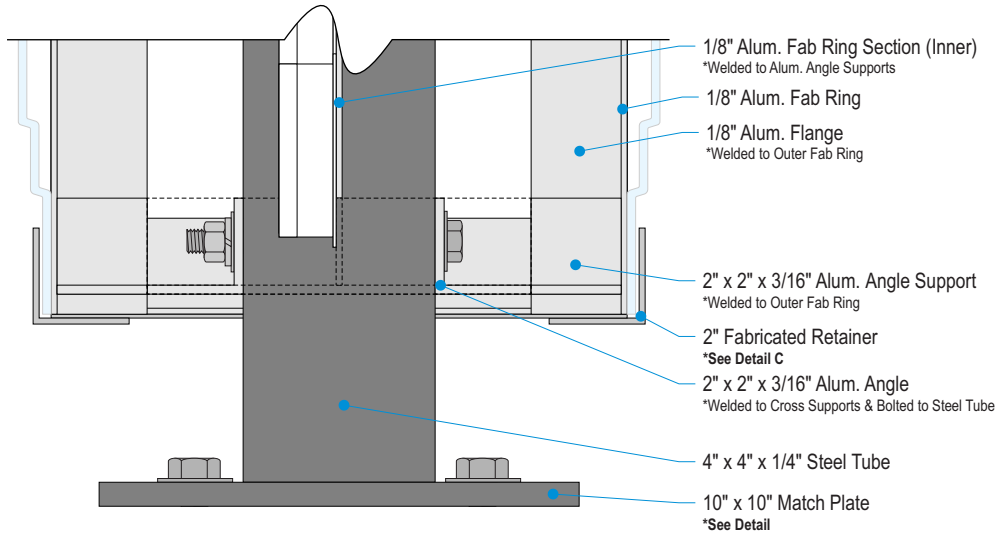 1/8" Alum. Fab Ring Section (Inner)
*Welded to Alum. Angle Supports
1/8" Alum. Fab Ring
1/8" Alum. Flange
*Welded to Outer Fab Ring
2" x 2" x 3/16" Alum. Angle Support
*Welded to Outer Fab Ring
2" Fabricated Retainer
*See Detail C
2" x 2" x 3/16" Alum. Angle
*Welded to Cross Supports & Bolted to Steel Tube
4" x 4" x 1/4" Steel Tube
10" x 10" Match Plate
*See Detail